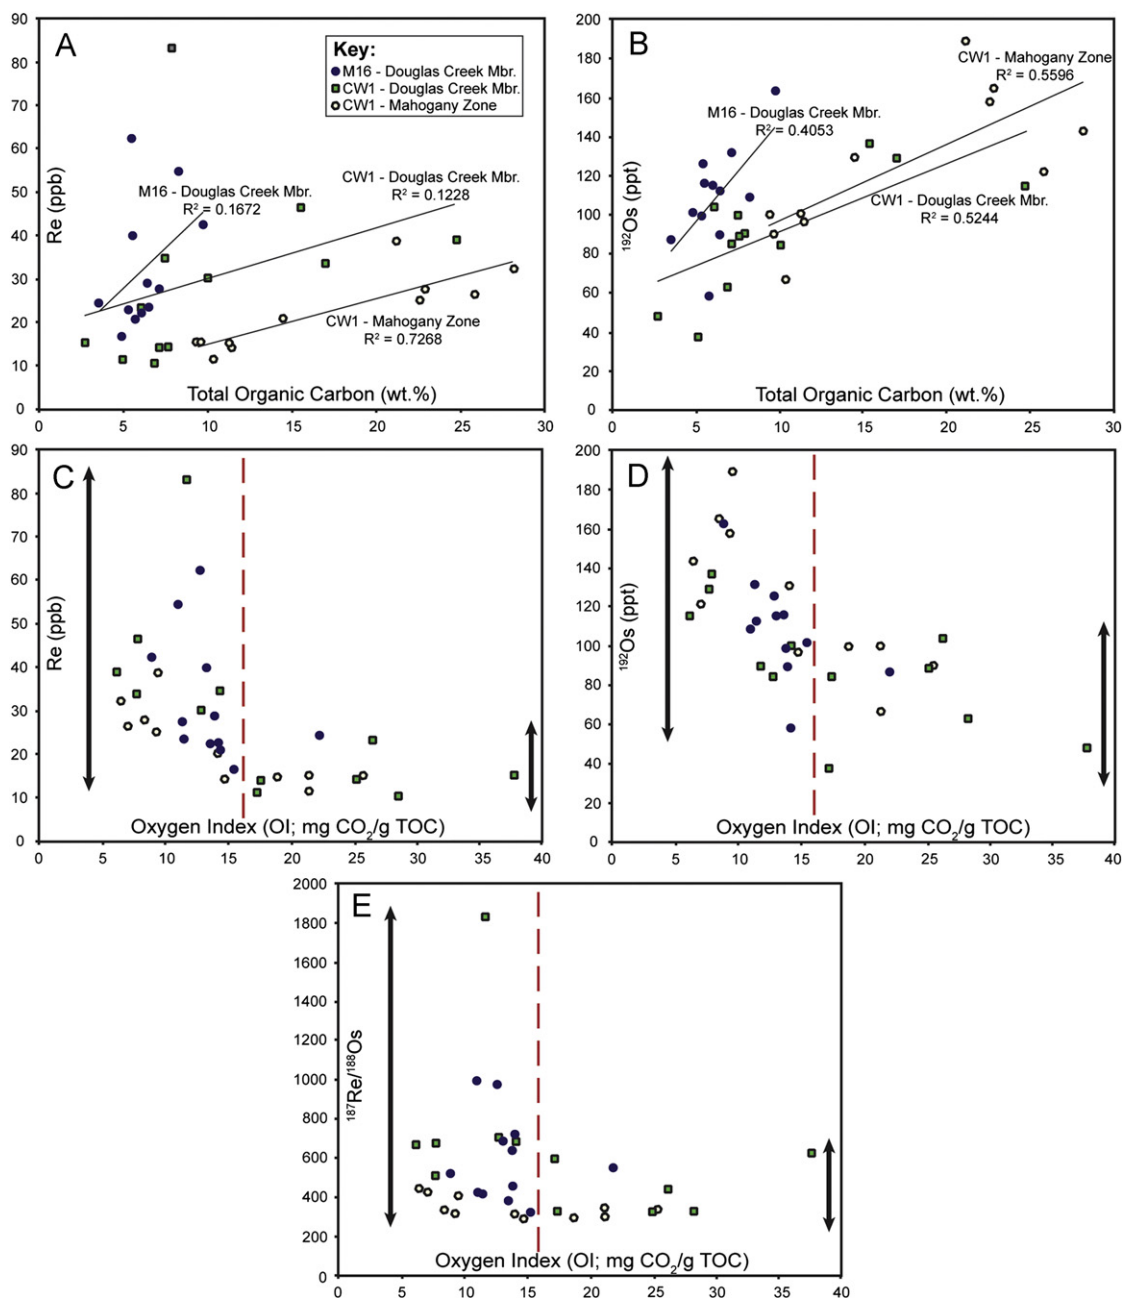 A
Key:
M16 - Douglas Creek Mbr.
CW1 - Douglas Creek Mbr.
CW1 - Mahogany Zone
M16 - Douglas Creek Mbr.
R² = 0.1672
CW1 - Douglas Creek Mbr.
R² = 0.1228
CW1 - Mahogany Zone
R² = 0.7268
Re (ppb)
90
80
70
60
50
40
30
20
10
0
Total Organic Carbon (wt.%)
0 5 10 15 20 25 30
B
CW1 - Mahogany Zone
R² = 0.5596
M16 - Douglas Creek Mbr.
R² = 0.4053
CW1 - Douglas Creek Mbr.
R² = 0.5244
¹⁹²Os (ppt)
200
180
160
140
120
100
80
60
40
20
0
Total Organic Carbon (wt.%)
0 5 10 15 20 25 30
C
Re (ppb)
90
80
70
60
50
40
30
20
10
0
Oxygen Index (OI; mg CO₂/g TOC)
0 5 10 15 20 25 30 35 40
D
¹⁹²Os (ppt)
200
180
160
140
120
100
80
60
40
20
0
Oxygen Index (OI; mg CO₂/g TOC)
0 5 10 15 20 25 30 35 40
E
¹⁸⁷Re/¹⁸⁸Os
2000
1800
1600
1400
1200
1000
800
600
400
200
0
Oxygen Index (OI; mg CO₂/g TOC)
0 5 10 15 20 25 30 35 40